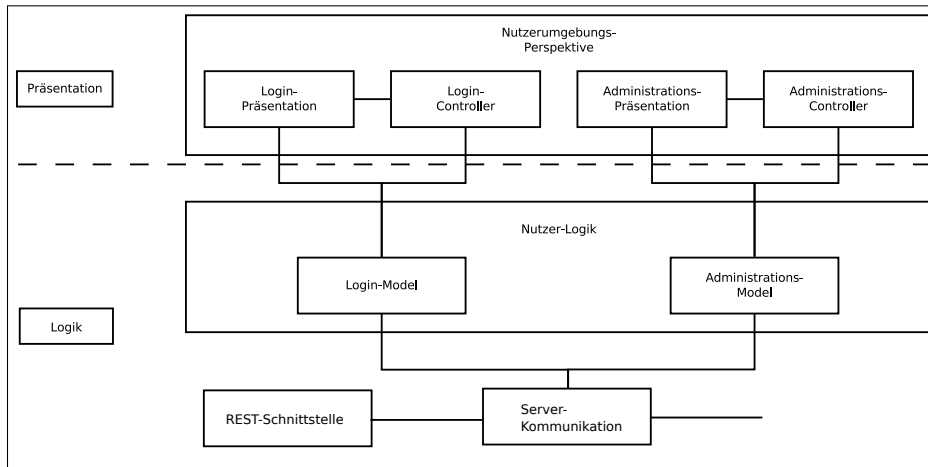 Nutzerumgebungs-
Perspektive
Präsentation
Login-
Präsentation
Login-
Controller
Administrations-
Präsentation
Administrations-
Controller
Nutzer-Logik
Login-Model
Administrations-
Model
Logik
REST-Schnittstelle
Server-
Kommunikation